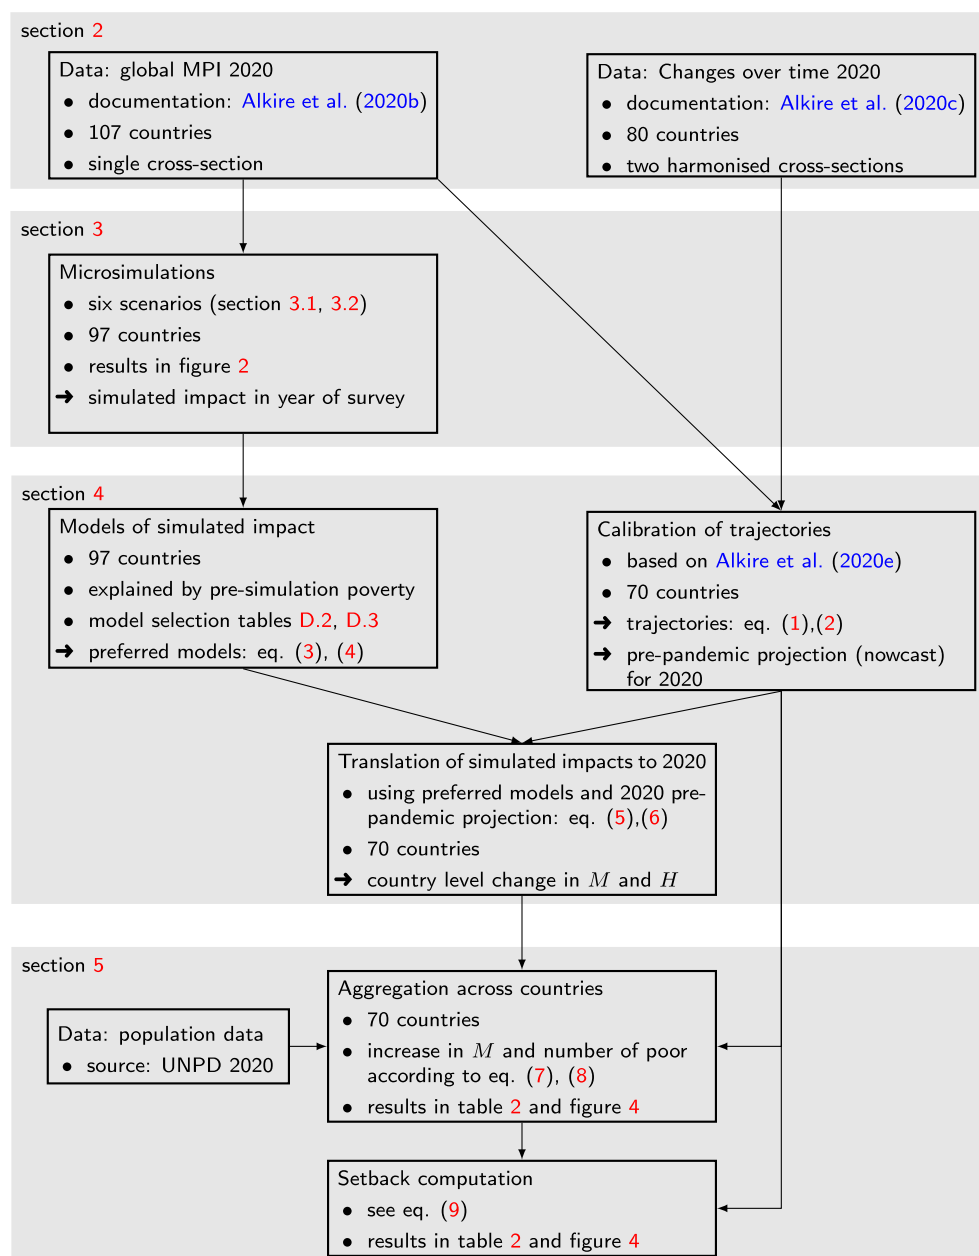 section 2
Data: global MPI 2020
• documentation: Alkire et al. (2020b)
• 107 countries
• single cross-section
Data: Changes over time 2020
• documentation: Alkire et al. (2020c)
• 80 countries
• two harmonised cross-sections
section 3
Microsimulations
• six scenarios (section 3.1, 3.2)
• 97 countries
• results in figure 2
➜ simulated impact in year of survey
section 4
Models of simulated impact
• 97 countries
• explained by pre-simulation poverty
• model selection tables D.2, D.3
➜ preferred models: eq. (3), (4)
Calibration of trajectories
• based on Alkire et al. (2020e)
• 70 countries
➜ trajectories: eq. (1),(2)
➜ pre-pandemic projection (nowcast)
for 2020
Translation of simulated impacts to 2020
• using preferred models and 2020 pre-
pandemic projection: eq. (5),(6)
• 70 countries
➜ country level change in M and H
section 5
Data: population data
• source: UNPD 2020
Aggregation across countries
• 70 countries
• increase in M and number of poor
according to eq. (7), (8)
• results in table 2 and figure 4
Setback computation
• see eq. (9)
• results in table 2 and figure 4